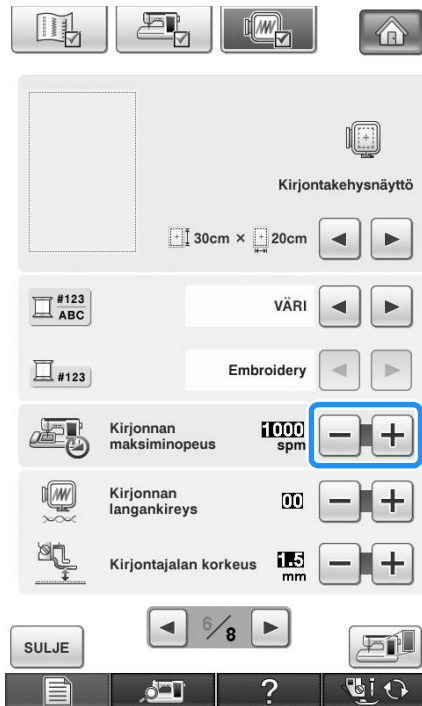 Kirjontakehysnäyttö
30cm × 20cm
#123
ABC
VÄRI
#123
Embroidery
Kirjonnan
maksiminopeus
1000
spm
Kirjonnan
langankireys
00
Kirjontajalan korkeus
1.5
mm
6/8
SULJE
?